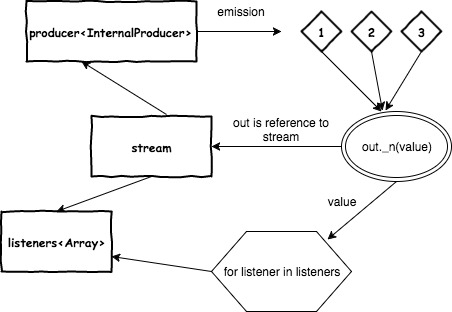 emission
producer<InternalProducer>
1
2
3
out is reference to
stream
stream
out._n(value)
value
listeners<Array>
for listener in listeners